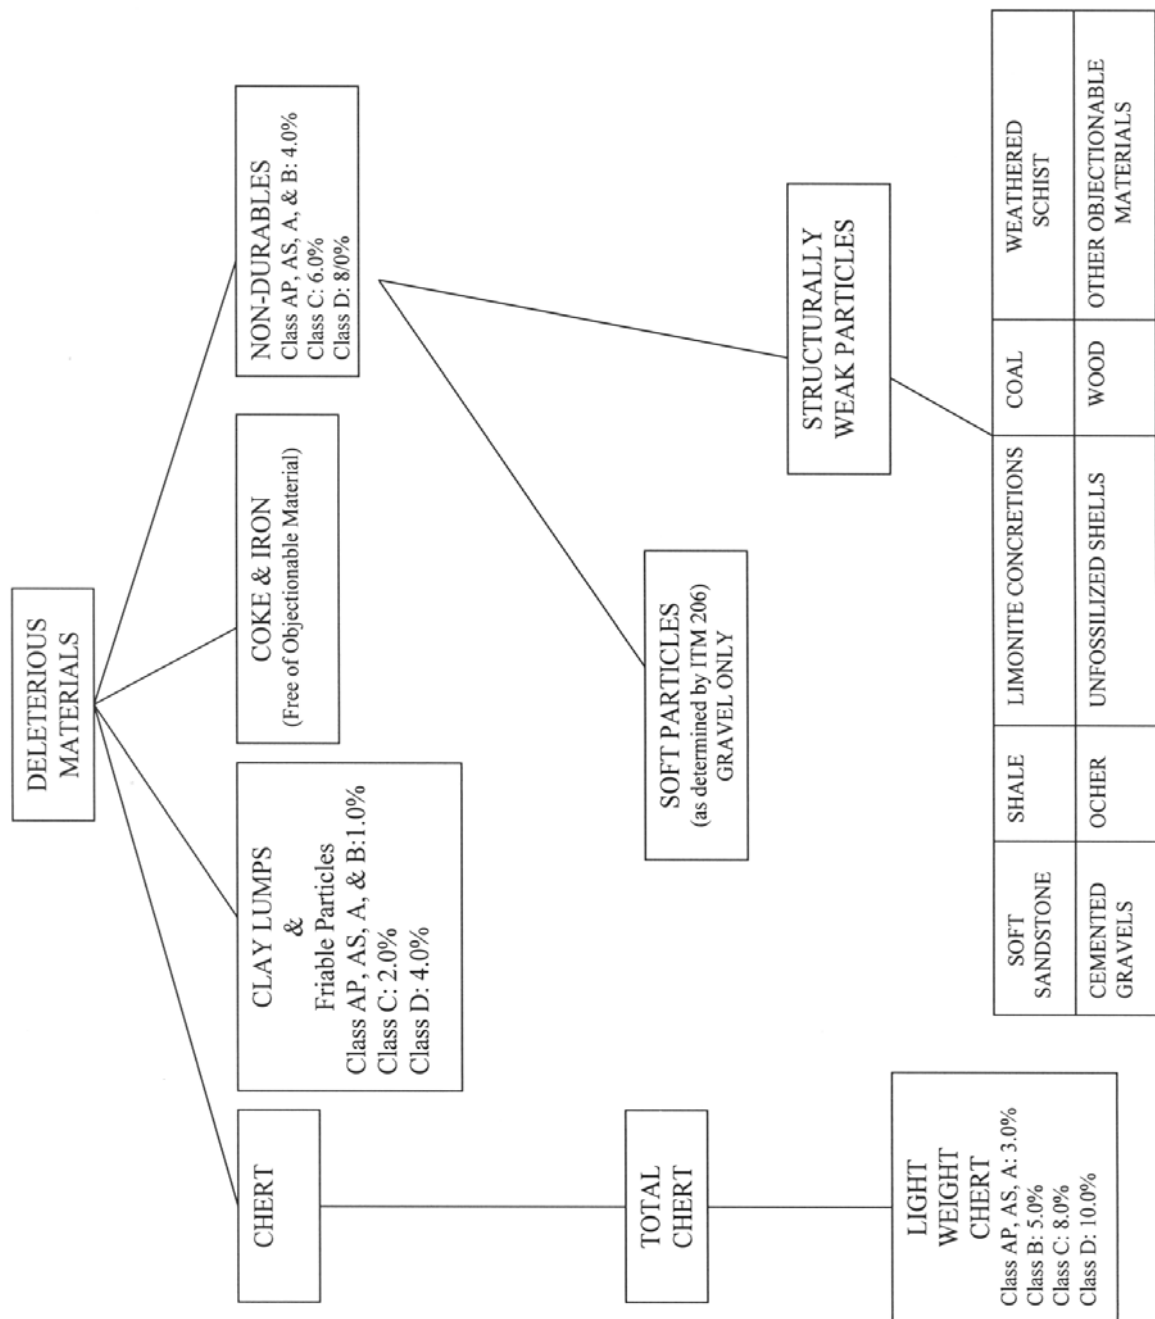 DELETERIOUS
MATERIALS
CHERT
CLAY LUMPS
&
Friable Particles
Class AP, AS, A, & B:1.0%
Class C: 2.0%
Class D: 4.0%
COKE & IRON
(Free of Objectionable Material)
NON-DURABLES
Class AP, AS, A, & B: 4.0%
Class C: 6.0%
Class D: 8/0%
TOTAL
CHERT
SOFT PARTICLES
(as determined by ITM 206)
GRAVEL ONLY
STRUCTURALLY
WEAK PARTICLES
LIGHT
WEIGHT
CHERT
Class AP, AS, A: 3.0%
Class B: 5.0%
Class C: 8.0%
Class D: 10.0%
SOFT
SANDSTONE
SHALE
LIMONITE CONCRETIONS
COAL
WEATHERED
SCHIST
CEMENTED
GRAVELS
OCHER
UNFOSSILIZED SHELLS
WOOD
OTHER OBJECTIONABLE
MATERIALS